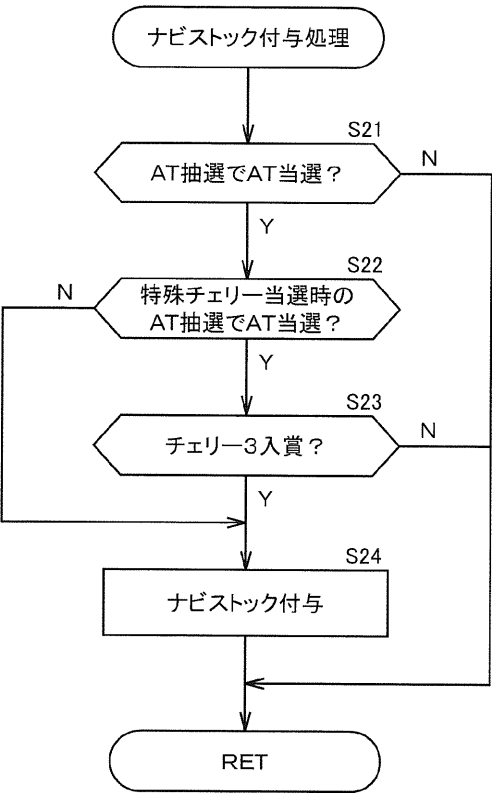 ナビストック付与処理
S21
AT抽選でAT当選？
N
Y
S22
N
特殊チェリー当選時の
AT抽選でAT当選？
Y
S23
チェリー3入賞？
N
Y
S24
ナビストック付与
RET